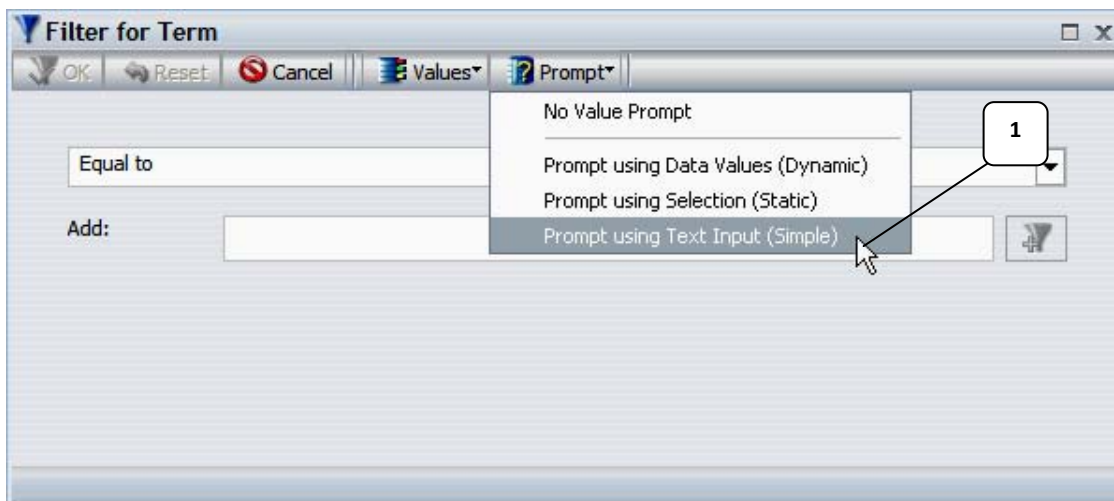 Filter for Term
OK Reset Cancel Values Prompt
No Value Prompt
1
Equal to
Prompt using Data Values (Dynamic)
Prompt using Selection (Static)
Add:
Prompt using Text Input (Simple)